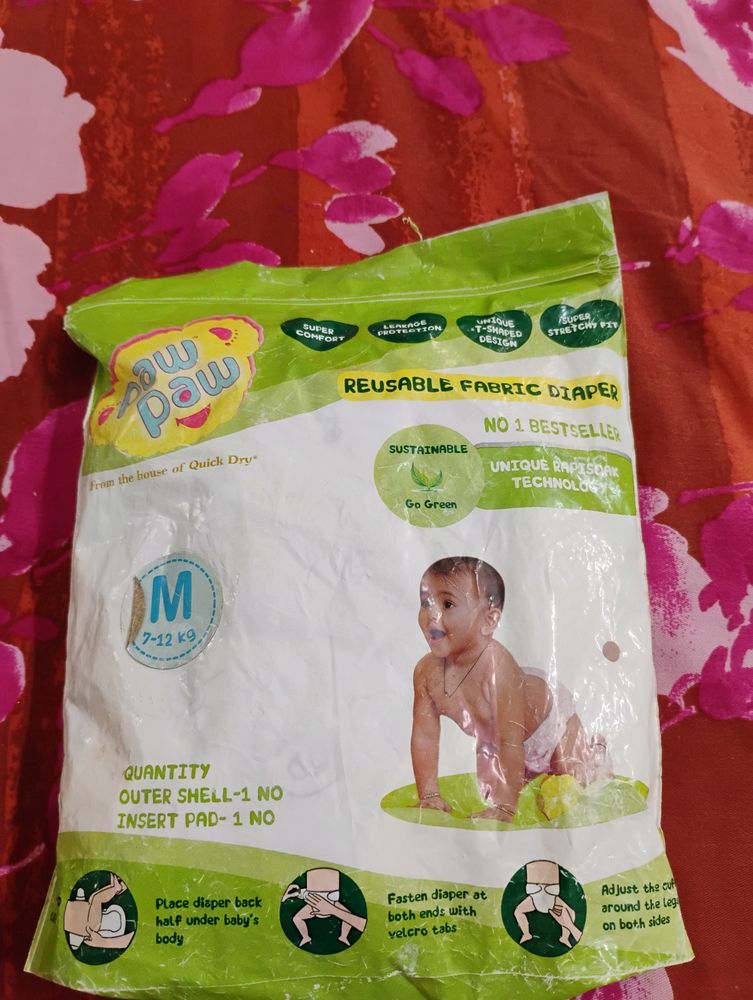 SUPER
COMFORT
LEAKAGE
PROTECTION
UNIQUE
T-SHAPED
DESIGN
SUPER
STRETCHY FIT
paw
paw
REUSABLE FABRIC DIAPER
NO 1 BESTSELLER
From the house of Quick Dry
SUSTAINABLE
Go Green
UNIQUE RAPISOAK
TECHNOLOGY
M
7-12 Kg
QUANTITY
OUTER SHELL-1 NO
INSERT PAD- 1 NO
Place diaper back
half under baby's
body
Fasten diaper at
both ends with
velcro tabs
Adjust the
around the
on both sides